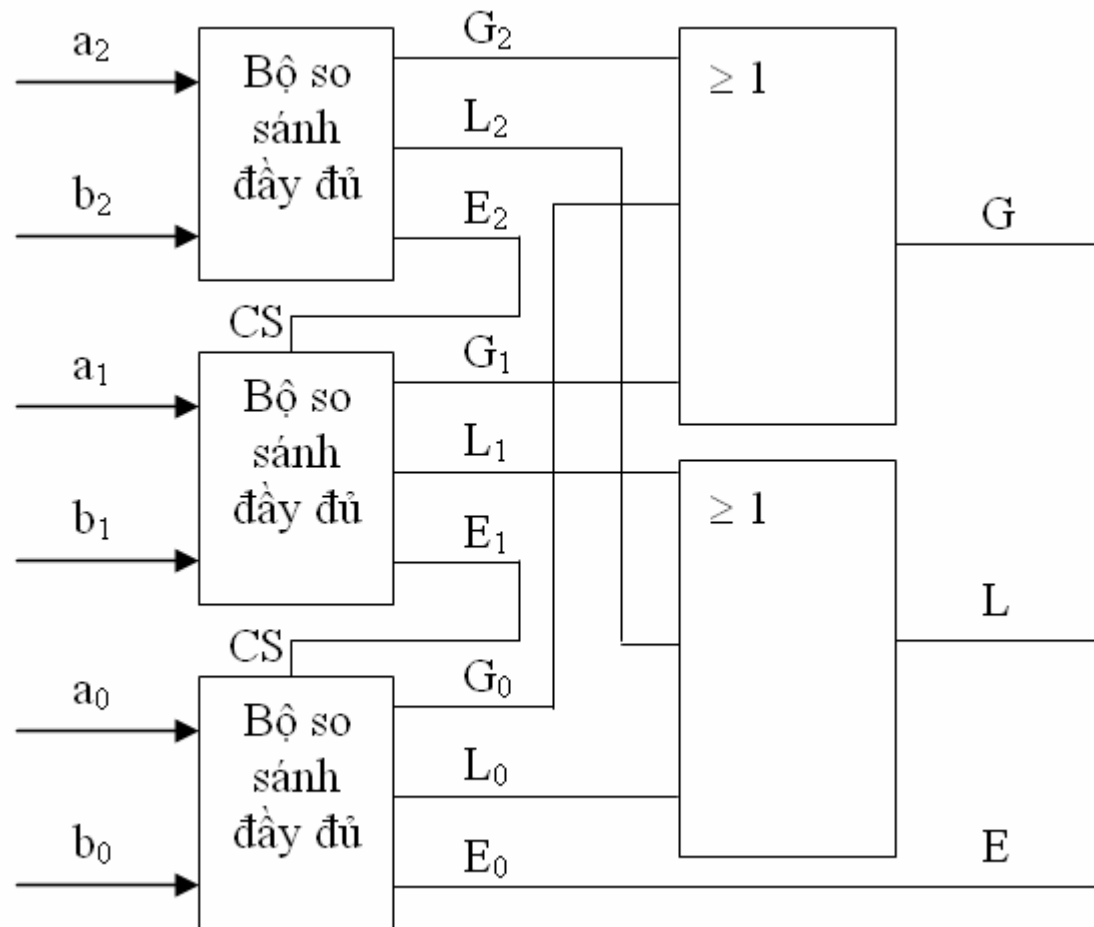 a₂
b₂
Bộ so
sánh
đầy đủ
G₂
L₂
E₂
≥ 1
G
CS
a₁
b₁
Bộ so
sánh
đầy đủ
G₁
L₁
E₁
≥ 1
L
CS
a₀
b₀
Bộ so
sánh
đầy đủ
G₀
L₀
E₀
E